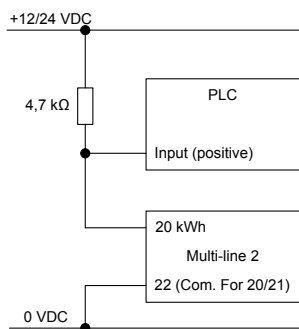 +12/24 VDC
4,7 kΩ
PLC
Input (positive)
20 kWh
Multi-line 2
22 (Com. For 20/21)
0 VDC